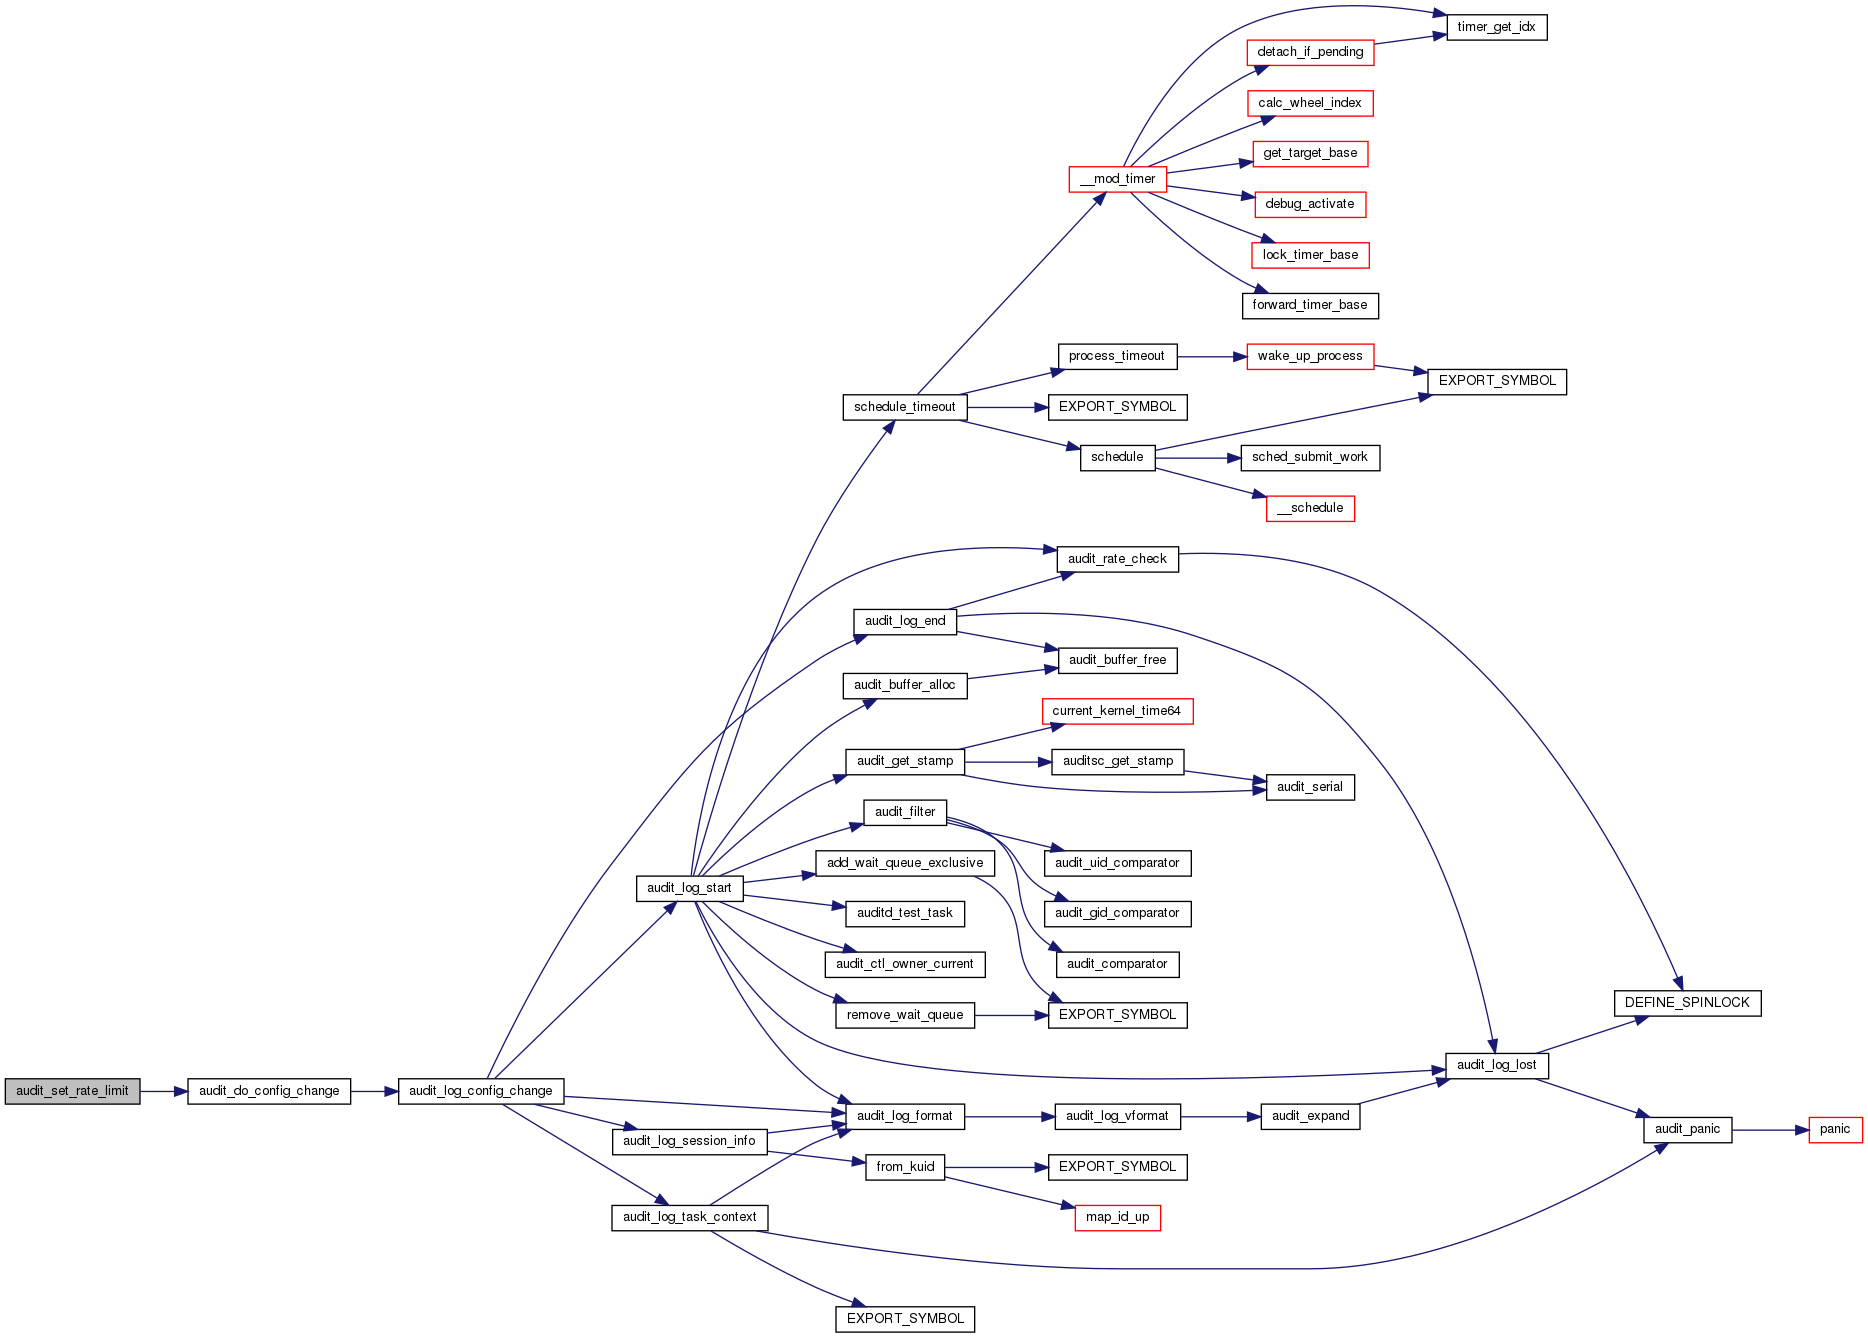 timer_get_idx
detach_if_pending
calc_wheel_index
get_target_base
__mod_timer
debug_activate
lock_timer_base
forward_timer_base
process_timeout
wake_up_process
EXPORT_SYMBOL
schedule_timeout
EXPORT_SYMBOL
schedule
sched_submit_work
__schedule
audit_rate_check
audit_log_end
audit_buffer_free
audit_buffer_alloc
current_kernel_time64
audit_get_stamp
auditsc_get_stamp
audit_serial
audit_filter
audit_uid_comparator
add_wait_queue_exclusive
audit_log_start
auditd_test_task
audit_gid_comparator
audit_ctl_owner_current
audit_comparator
remove_wait_queue
EXPORT_SYMBOL
DEFINE_SPINLOCK
audit_log_lost
audit_set_rate_limit
audit_do_config_change
audit_log_config_change
audit_log_format
audit_log_vformat
audit_expand
audit_panic
panic
audit_log_session_info
from_kuid
EXPORT_SYMBOL
map_id_up
audit_log_task_context
EXPORT_SYMBOL